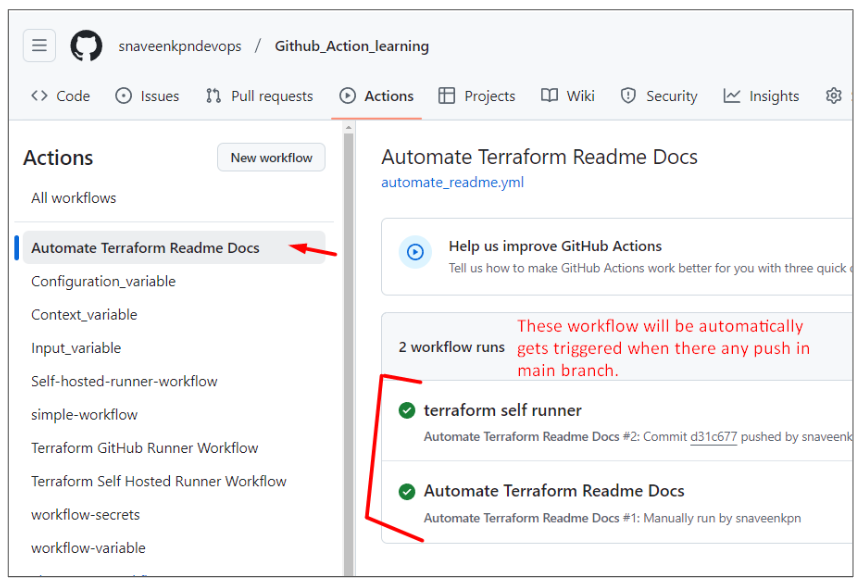 snaveenkpndevops / Github_Action_learning
Code Issues Pull requests Actions Projects Wiki Security Insights
Actions
New workflow
All workflows
Automate Terraform Readme Docs
Configuration_variable
Context_variable
Input_variable
Self-hosted-runner-workflow
simple-workflow
Terraform GitHub Runner Workflow
Terraform Self Hosted Runner Workflow
workflow-secrets
workflow-variable
Automate Terraform Readme Docs
automate_readme.yml
Help us improve GitHub Actions
Tell us how to make GitHub Actions work better for you with three quick
2 workflow runs
These workflow will be automatically
gets triggered when there any push in
main branch.
terraform self runner
Automate Terraform Readme Docs #2: Commit d31c677 pushed by snaveenk
Automate Terraform Readme Docs
Automate Terraform Readme Docs #1: Manually run by snaveenkpn